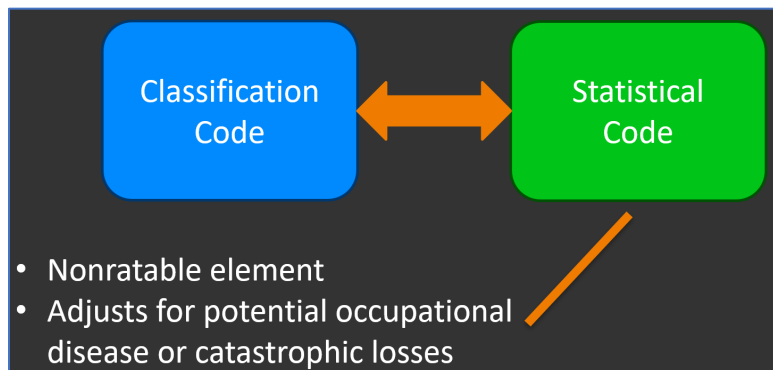 Classification
Code
Statistical
Code
• Nonratable element
• Adjusts for potential occupational
disease or catastrophic losses